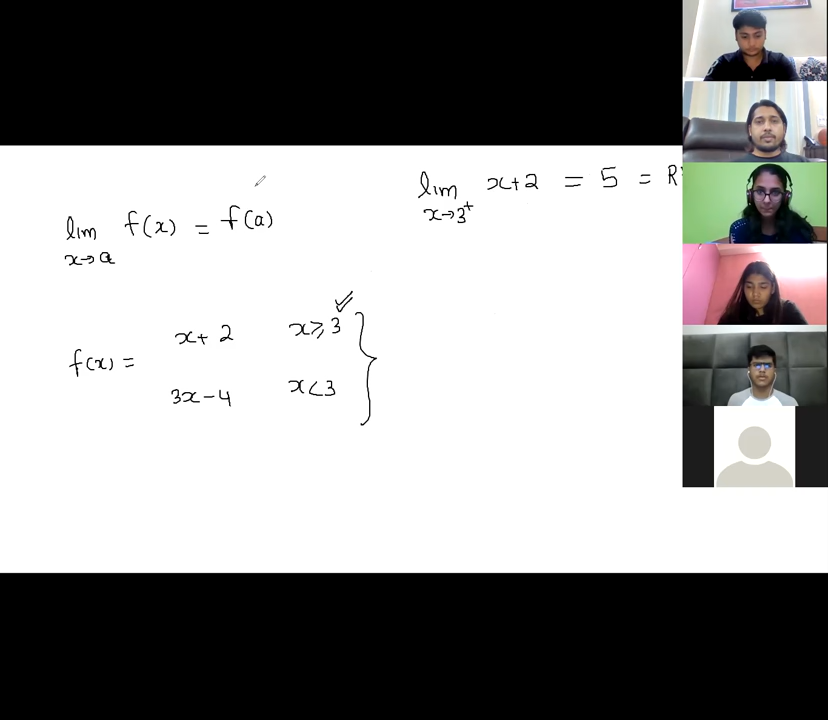 lim x→a f(x) = f(a)
f(x) =
x+2 x≥3
3x-4 x<3
lim x→3⁺ x+2 = 5 = R